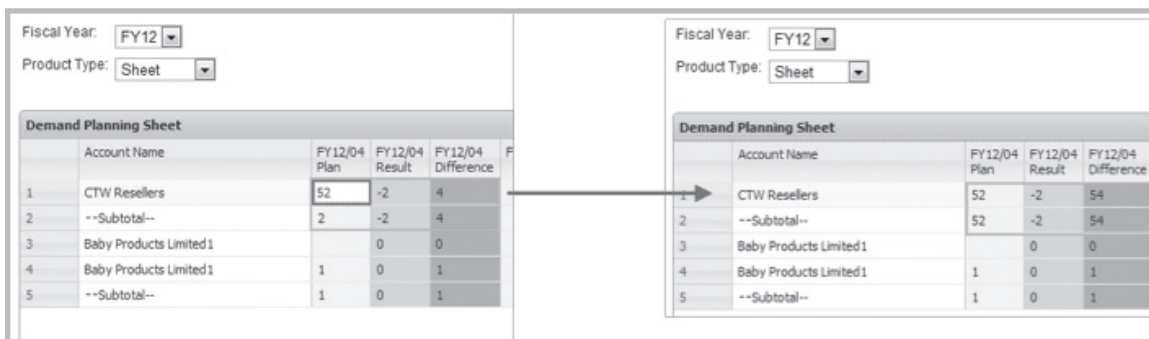 Fiscal Year: FY12
Product Type: Sheet
Demand Planning Sheet
Account Name FY12/04 Plan FY12/04 Result FY12/04 Difference F
1 CTW Resellers 52 -2 4
2 --Subtotal-- 2 -2 4
3 Baby Products Limited1 0 0
4 Baby Products Limited1 1 0 1
5 --Subtotal-- 1 0 1
Fiscal Year: FY12
Product Type: Sheet
Demand Planning Sheet
Account Name FY12/04 Plan FY12/04 Result FY12/04 Difference
1 CTW Resellers 52 -2 54
2 --Subtotal-- 52 -2 54
3 Baby Products Limited1 0 0
4 Baby Products Limited1 1 0 1
5 --Subtotal-- 1 0 1